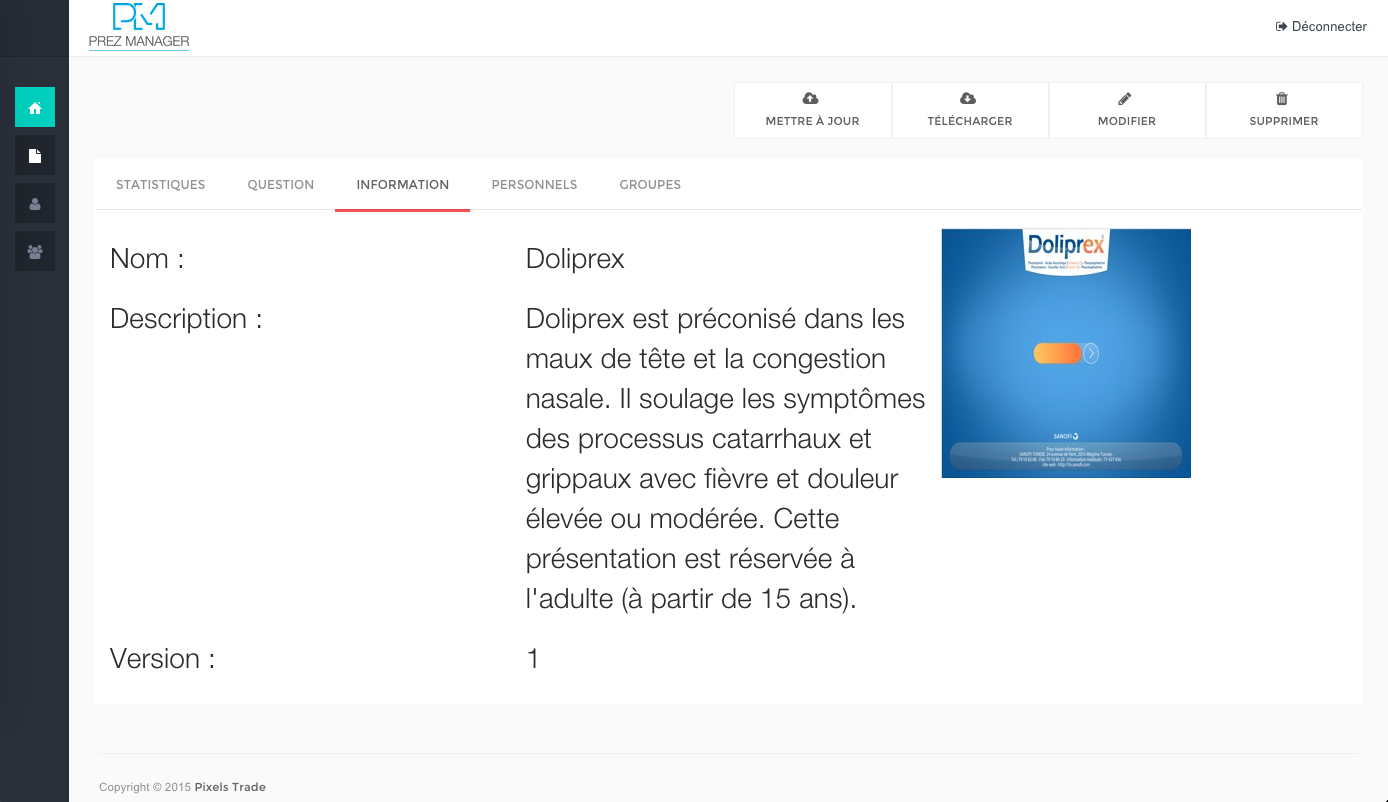 PM
PREZ MANAGER
Déconnecter
METTRE À JOUR
TÉLÉCHARGER
MODIFIER
SUPPRIMER
STATISTIQUES
QUESTION
INFORMATION
PERSONNELS
GROUPES
Nom :
Doliprex
Description :
Doliprex est préconisé dans les
maux de tête et la congestion
nasale. Il soulage les symptômes
des processus catarrhaux et
grippaux avec fièvre et douleur
élevée ou modérée. Cette
présentation est réservée à
l'adulte (à partir de 15 ans).
Version :
1
Doliprex
SANOFI
Pour toute information :
Copyright © 2015 Pixels Trade